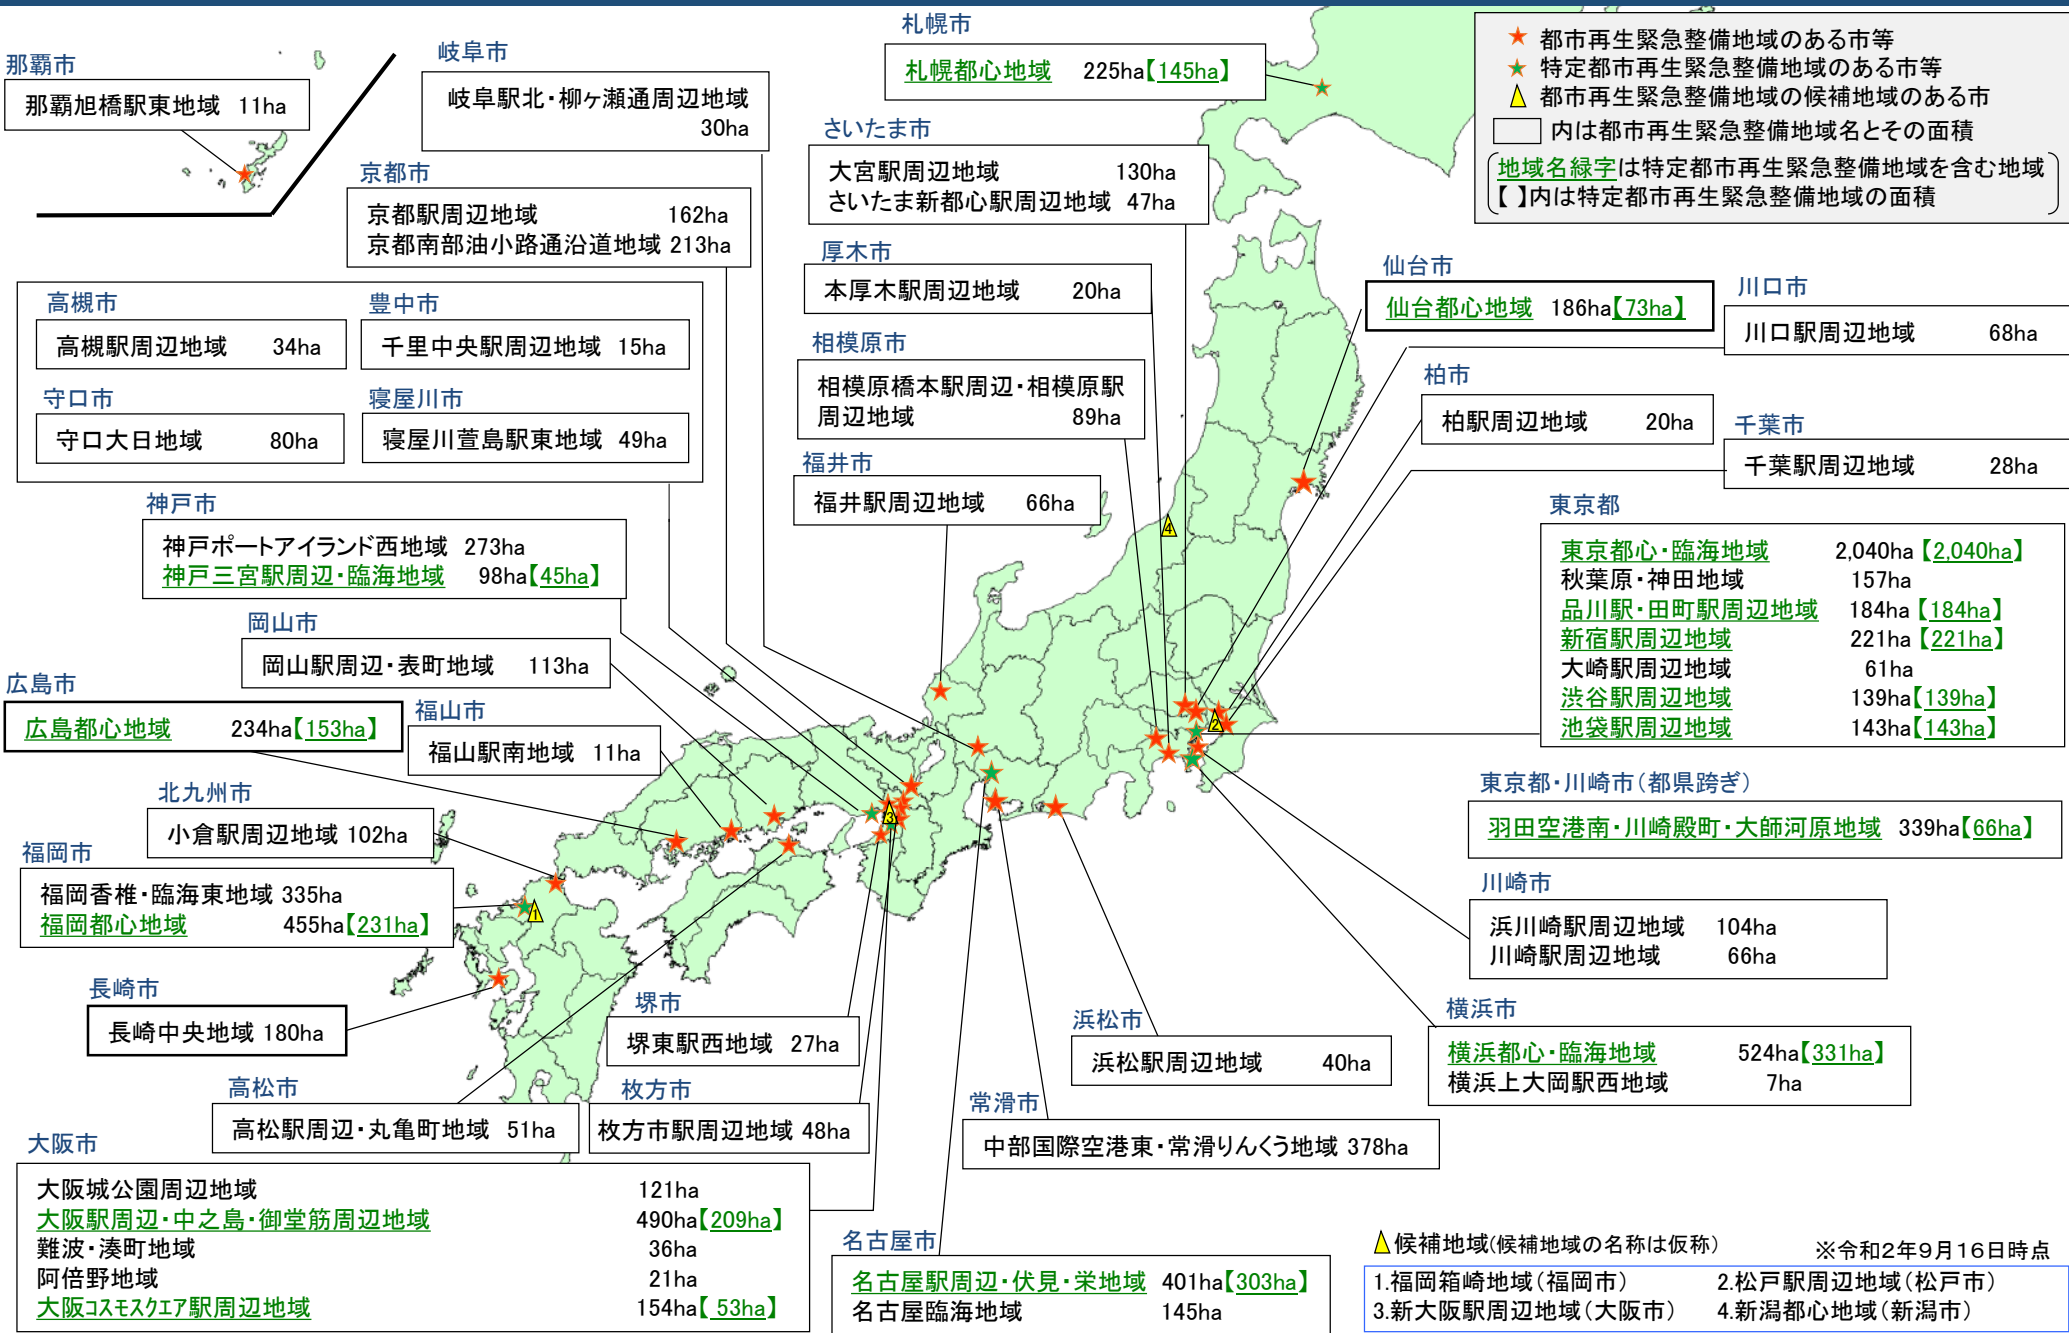 札幌市
札幌都心地域 225ha【145ha】
★ 都市再生緊急整備地域のある市等
★ 特定都市再生緊急整備地域のある市等
△ 都市再生緊急整備地域の候補地域のある市
内は都市再生緊急整備地域名とその面積
地域名緑字は特定都市再生緊急整備地域を含む地域
【 】内は特定都市再生緊急整備地域の面積
那覇市
那覇旭橋駅東地域 11ha
岐阜市
岐阜駅北・柳ヶ瀬通周辺地域
30ha
さいたま市
大宮駅周辺地域 130ha
さいたま新都心駅周辺地域 47ha
京都市
京都駅周辺地域 162ha
京都南部油小路通沿道地域 213ha
厚木市
本厚木駅周辺地域 20ha
仙台市
仙台都心地域 186ha【73ha】
川口市
川口駅周辺地域 68ha
高槻市
高槻駅周辺地域 34ha
豊中市
千里中央駅周辺地域 15ha
守口市
守口大日地域 80ha
寝屋川市
寝屋川萱島駅東地域 49ha
相模原市
相模原橋本駅周辺・相模原駅
周辺地域 89ha
柏市
柏駅周辺地域 20ha
千葉市
千葉駅周辺地域 28ha
福井市
福井駅周辺地域 66ha
神戸市
神戸ポートアイランド西地域 273ha
神戸三宮駅周辺・臨海地域 98ha【45ha】
東京都
東京都心・臨海地域 2,040ha【2,040ha】
秋葉原・神田地域 157ha
品川駅・田町駅周辺地域 184ha【184ha】
新宿駅周辺地域 221ha【221ha】
大崎駅周辺地域 61ha
渋谷駅周辺地域 139ha【139ha】
池袋駅周辺地域 143ha【143ha】
岡山市
岡山駅周辺・表町地域 113ha
広島市
広島都心地域 234ha【153ha】
福山市
福山駅南地域 11ha
東京都・川崎市(都県跨ぎ)
羽田空港南・川崎殿町・大師河原地域 339ha【66ha】
北九州市
小倉駅周辺地域 102ha
福岡市
福岡香椎・臨海東地域 335ha
福岡都心地域 455ha【231ha】
川崎市
浜川崎駅周辺地域 104ha
川崎駅周辺地域 66ha
長崎市
長崎中央地域 180ha
堺市
堺東駅西地域 27ha
浜松市
浜松駅周辺地域 40ha
横浜市
横浜都心・臨海地域 524ha【331ha】
横浜上大岡駅西地域 7ha
高松市
高松駅周辺・丸亀町地域 51ha
枚方市
枚方市駅周辺地域 48ha
常滑市
中部国際空港東・常滑りんくう地域 378ha
大阪市
大阪城公園周辺地域 121ha
大阪駅周辺・中之島・御堂筋周辺地域 490ha【209ha】
難波・湊町地域 36ha
阿倍野地域 21ha
大阪コスモスクエア駅周辺地域 154ha【 53ha】
名古屋市
名古屋駅周辺・伏見・栄地域 401ha【303ha】
名古屋臨海地域 145ha
△候補地域(候補地域の名称は仮称) ※令和2年9月16日時点
1.福岡箱崎地域(福岡市) 2.松戸駅周辺地域(松戸市)
3.新大阪駅周辺地域(大阪市) 4.新潟都心地域(新潟市)
4
2
3
1